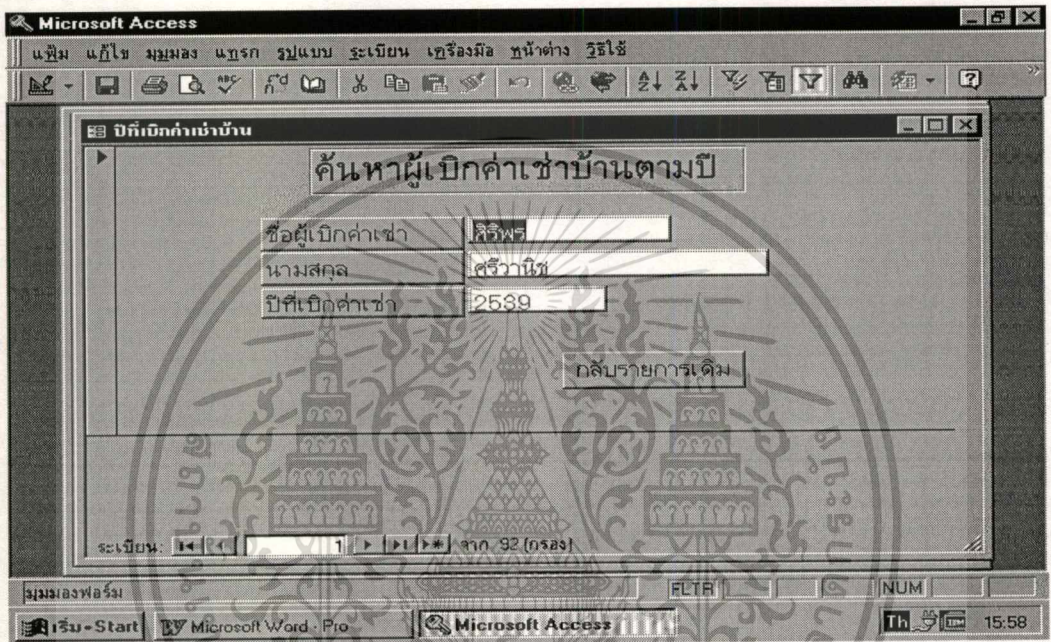 Microsoft Access
แฟ้ม แก้ไข มุมมอง แทรก รูปแบบ ระเบียน เครื่องมือ หน้าต่าง วิธีใช้
ปีที่เบิกค่าเช่าบ้าน
ค้นหาผู้เบิกค่าเช่าบ้านตามปี
ชื่อผู้เบิกค่าเช่า สิริพร
นามสกุล ศรีวานิช
ปีที่เบิกค่าเช่า 2539
กลับรายการเดิม
ระเบียน: 1 จาก 92 (กรอง)
มุมมองฟอร์ม FLTR NUM
เริ่ม-Start Microsoft Word - Pro Microsoft Access Th 15:58